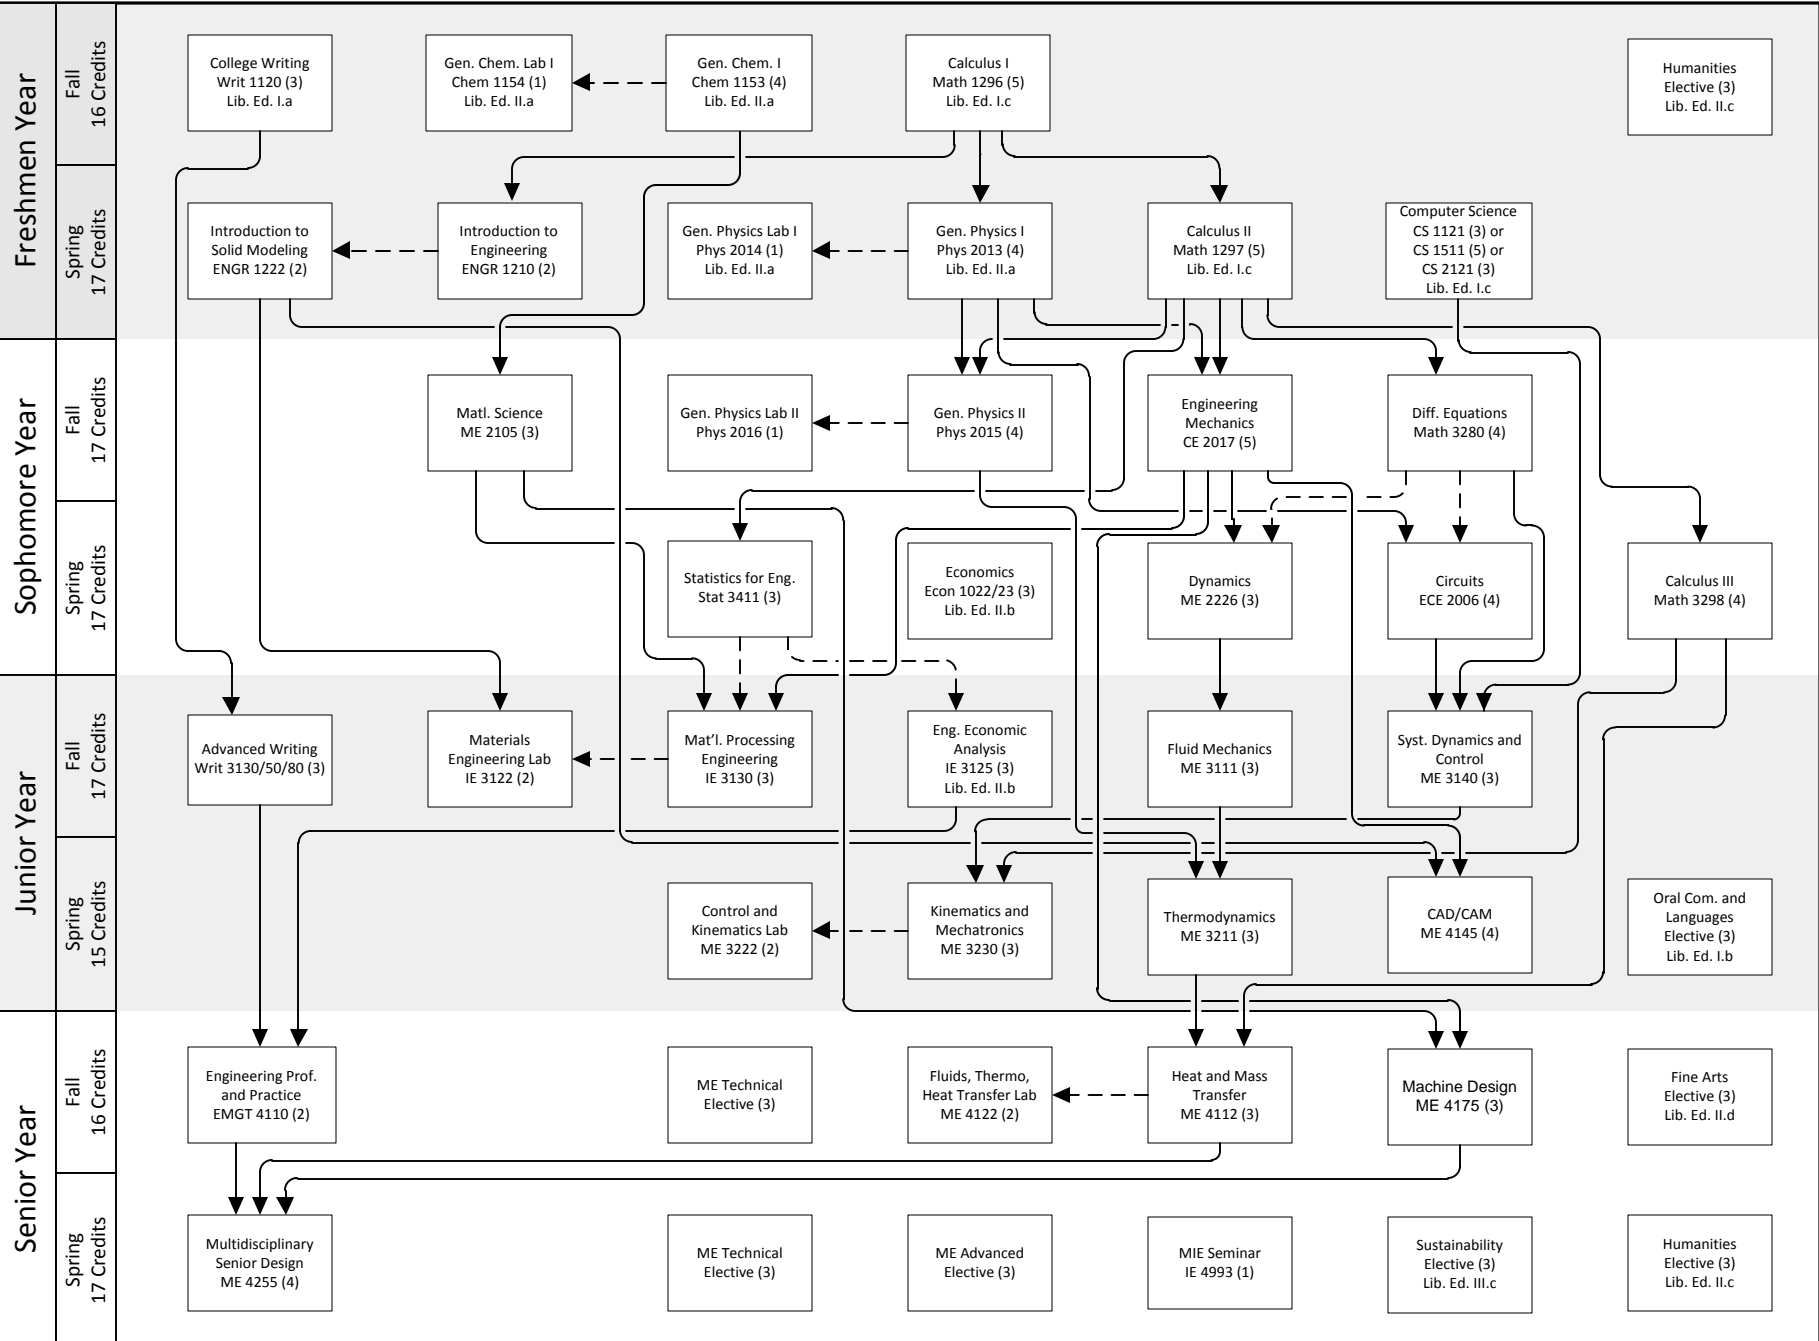 Freshmen Year
Fall
16 Credits
College Writing
Writ 1120 (3)
Lib. Ed. I.a
Gen. Chem. Lab I
Chem 1154 (1)
Lib. Ed. II.a
Gen. Chem. I
Chem 1153 (4)
Lib. Ed. II.a
Calculus I
Math 1296 (5)
Lib. Ed. I.c
Humanities
Elective (3)
Lib. Ed. II.c
Spring
17 Credits
Introduction to
Solid Modeling
ENGR 1222 (2)
Introduction to
Engineering
ENGR 1210 (2)
Gen. Physics Lab I
Phys 2014 (1)
Lib. Ed. II.a
Gen. Physics I
Phys 2013 (4)
Lib. Ed. II.a
Calculus II
Math 1297 (5)
Lib. Ed. I.c
Computer Science
CS 1121 (3) or
CS 1511 (5) or
CS 2121 (3)
Lib. Ed. I.c
Sophomore Year
Fall
17 Credits
Matl. Science
ME 2105 (3)
Gen. Physics Lab II
Phys 2016 (1)
Gen. Physics II
Phys 2015 (4)
Engineering
Mechanics
CE 2017 (5)
Diff. Equations
Math 3280 (4)
Spring
17 Credits
Statistics for Eng.
Stat 3411 (3)
Economics
Econ 1022/23 (3)
Lib. Ed. II.b
Dynamics
ME 2226 (3)
Circuits
ECE 2006 (4)
Calculus III
Math 3298 (4)
Junior Year
Fall
17 Credits
Advanced Writing
Writ 3130/50/80 (3)
Materials
Engineering Lab
IE 3122 (2)
Mat’l. Processing
Engineering
IE 3130 (3)
Eng. Economic
Analysis
IE 3125 (3)
Lib. Ed. II.b
Fluid Mechanics
ME 3111 (3)
Syst. Dynamics and
Control
ME 3140 (3)
Spring
15 Credits
Control and
Kinematics Lab
ME 3222 (2)
Kinematics and
Mechatronics
ME 3230 (3)
Thermodynamics
ME 3211 (3)
CAD/CAM
ME 4145 (4)
Oral Com. and
Languages
Elective (3)
Lib. Ed. I.b
Senior Year
Fall
16 Credits
Engineering Prof.
and Practice
EMGT 4110 (2)
ME Technical
Elective (3)
Fluids, Thermo,
Heat Transfer Lab
ME 4122 (2)
Heat and Mass
Transfer
ME 4112 (3)
Machine Design
ME 4175 (3)
Fine Arts
Elective (3)
Lib. Ed. II.d
Spring
17 Credits
Multidisciplinary
Senior Design
ME 4255 (4)
ME Technical
Elective (3)
ME Advanced
Elective (3)
MIE Seminar
IE 4993 (1)
Sustainability
Elective (3)
Lib. Ed. III.c
Humanities
Elective (3)
Lib. Ed. II.c